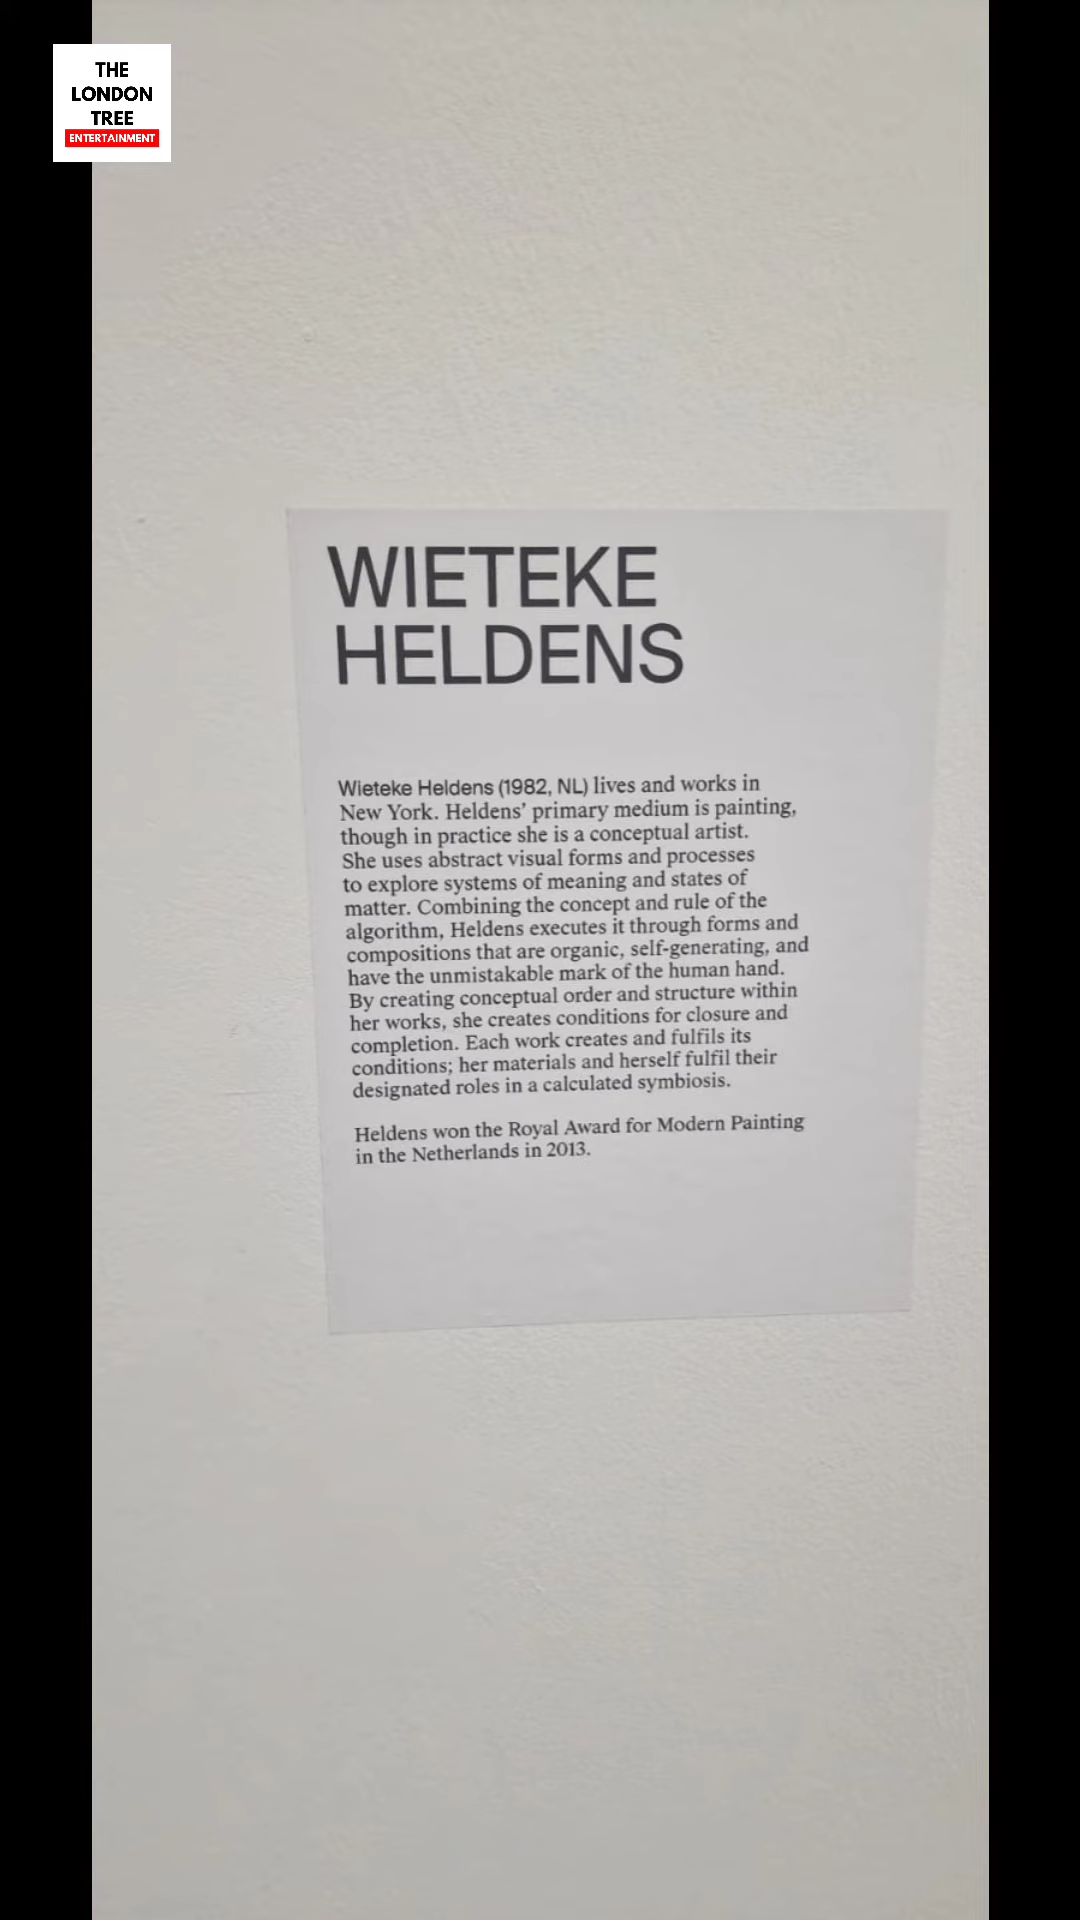 THE
LONDON
TREE
ENTERTAINMENT
WIETEKE
HELDENS
Wieteke Heldens (1982, NL) lives and works in
New York. Heldens’ primary medium is painting,
though in practice she is a conceptual artist.
She uses abstract visual forms and processes
to explore systems of meaning and states of
matter. Combining the concept and rule of the
algorithm, Heldens executes it through forms and
compositions that are organic, self-generating, and
have the unmistakable mark of the human hand.
By creating conceptual order and structure within
her works, she creates conditions for closure and
completion. Each work creates and fulfils its
conditions; her materials and herself fulfil their
designated roles in a calculated symbiosis.
Heldens won the Royal Award for Modern Painting
in the Netherlands in 2013.